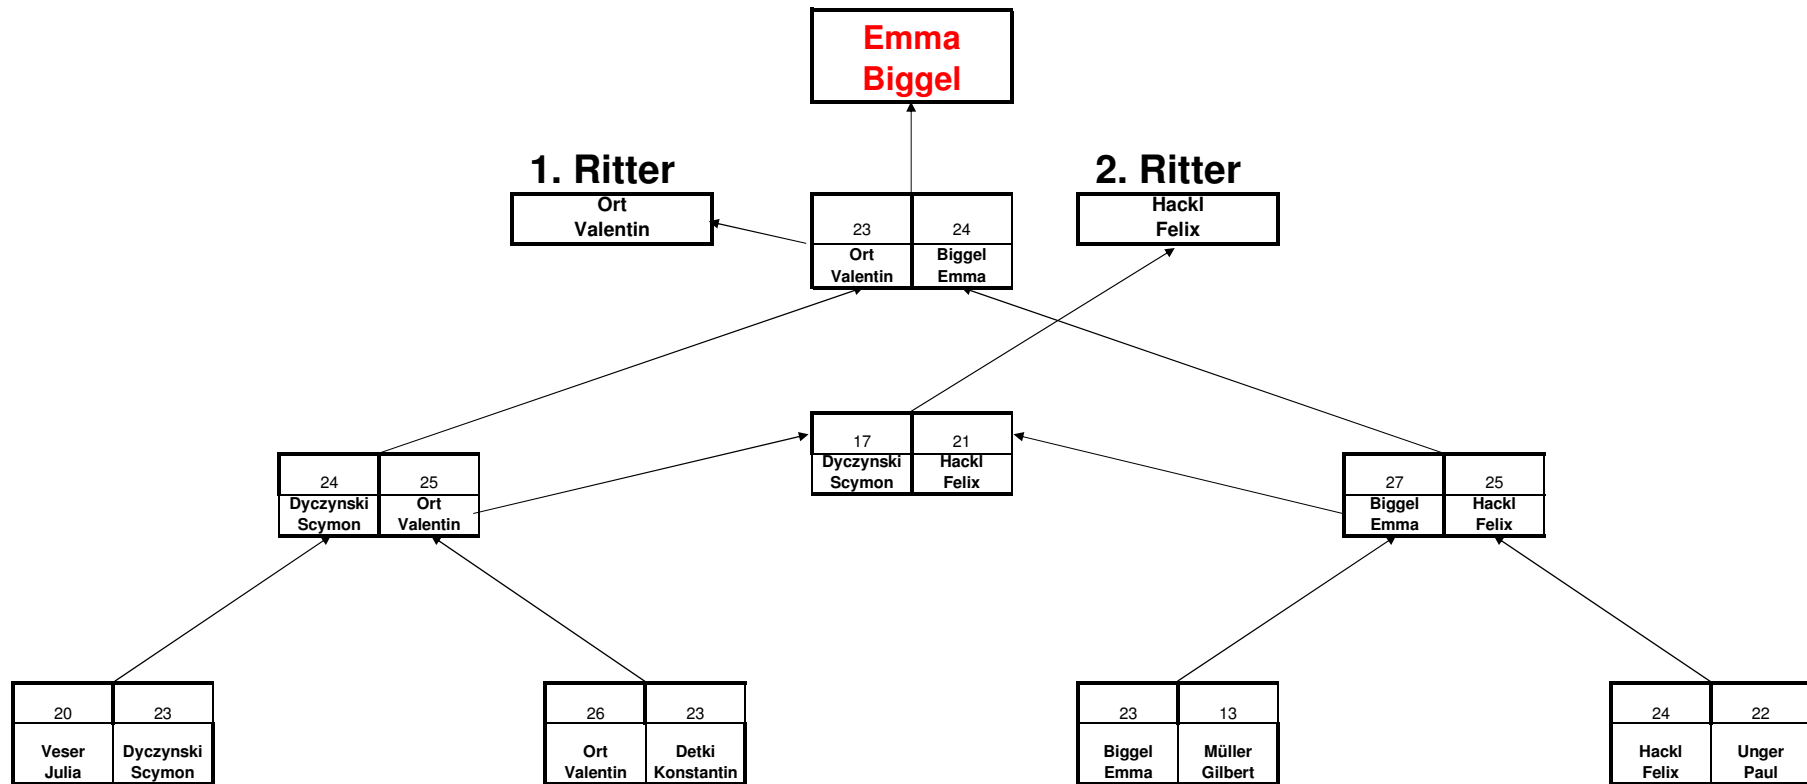 Emma
Biggel
1. Ritter
2. Ritter
Ort
Valentin
Hackl
Felix
23 24
Ort Biggel
Valentin Emma
17 21
Dyczynski Hackl
Scymon Felix
24 25
Dyczynski Ort
Scymon Valentin
27 25
Biggel Hackl
Emma Felix
20 23
Veser Dyczynski
Julia Scymon
26 23
Ort Detki
Valentin Konstantin
23 13
Biggel Müller
Emma Gilbert
24 22
Hackl Unger
Felix Paul